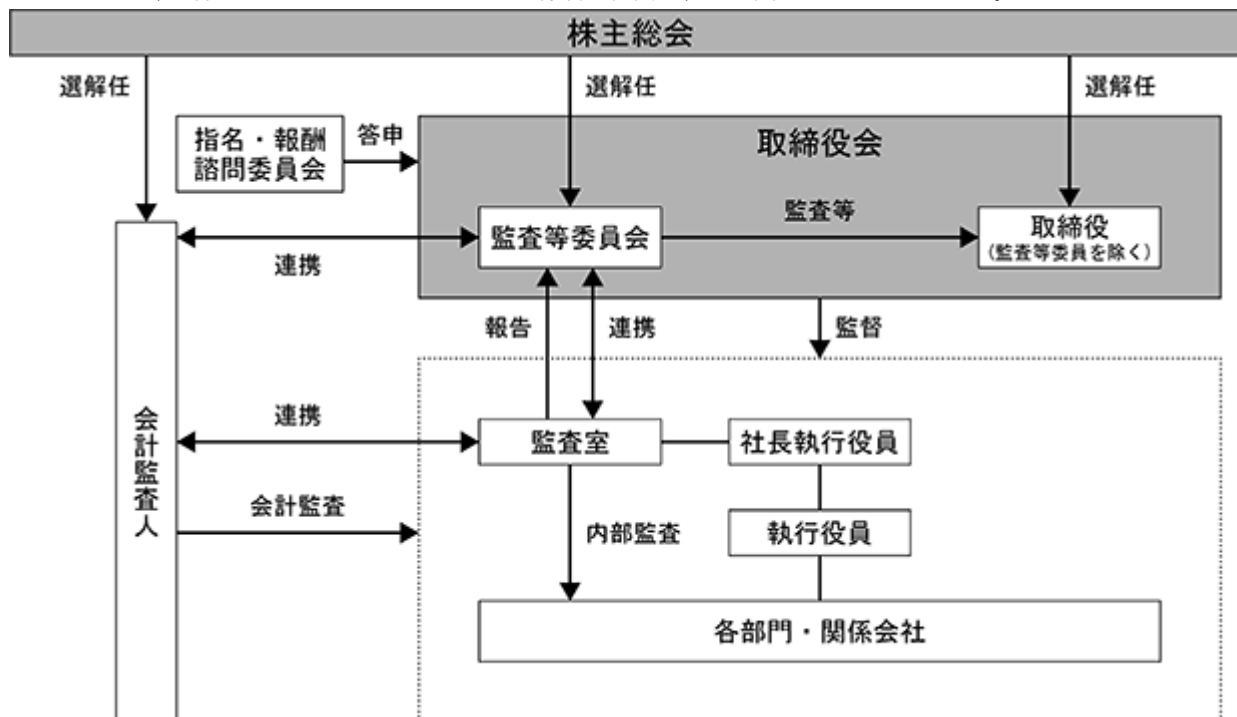 株主総会
選解任
選解任
選解任
指名・報酬
諮問委員会
答申
取締役会
監査等委員会
監査等
取締役
(監査等委員を除く)
連携
報告
連携
監督
会計監査人
連携
監査室
社長執行役員
会計監査
内部監査
執行役員
各部門・関係会社